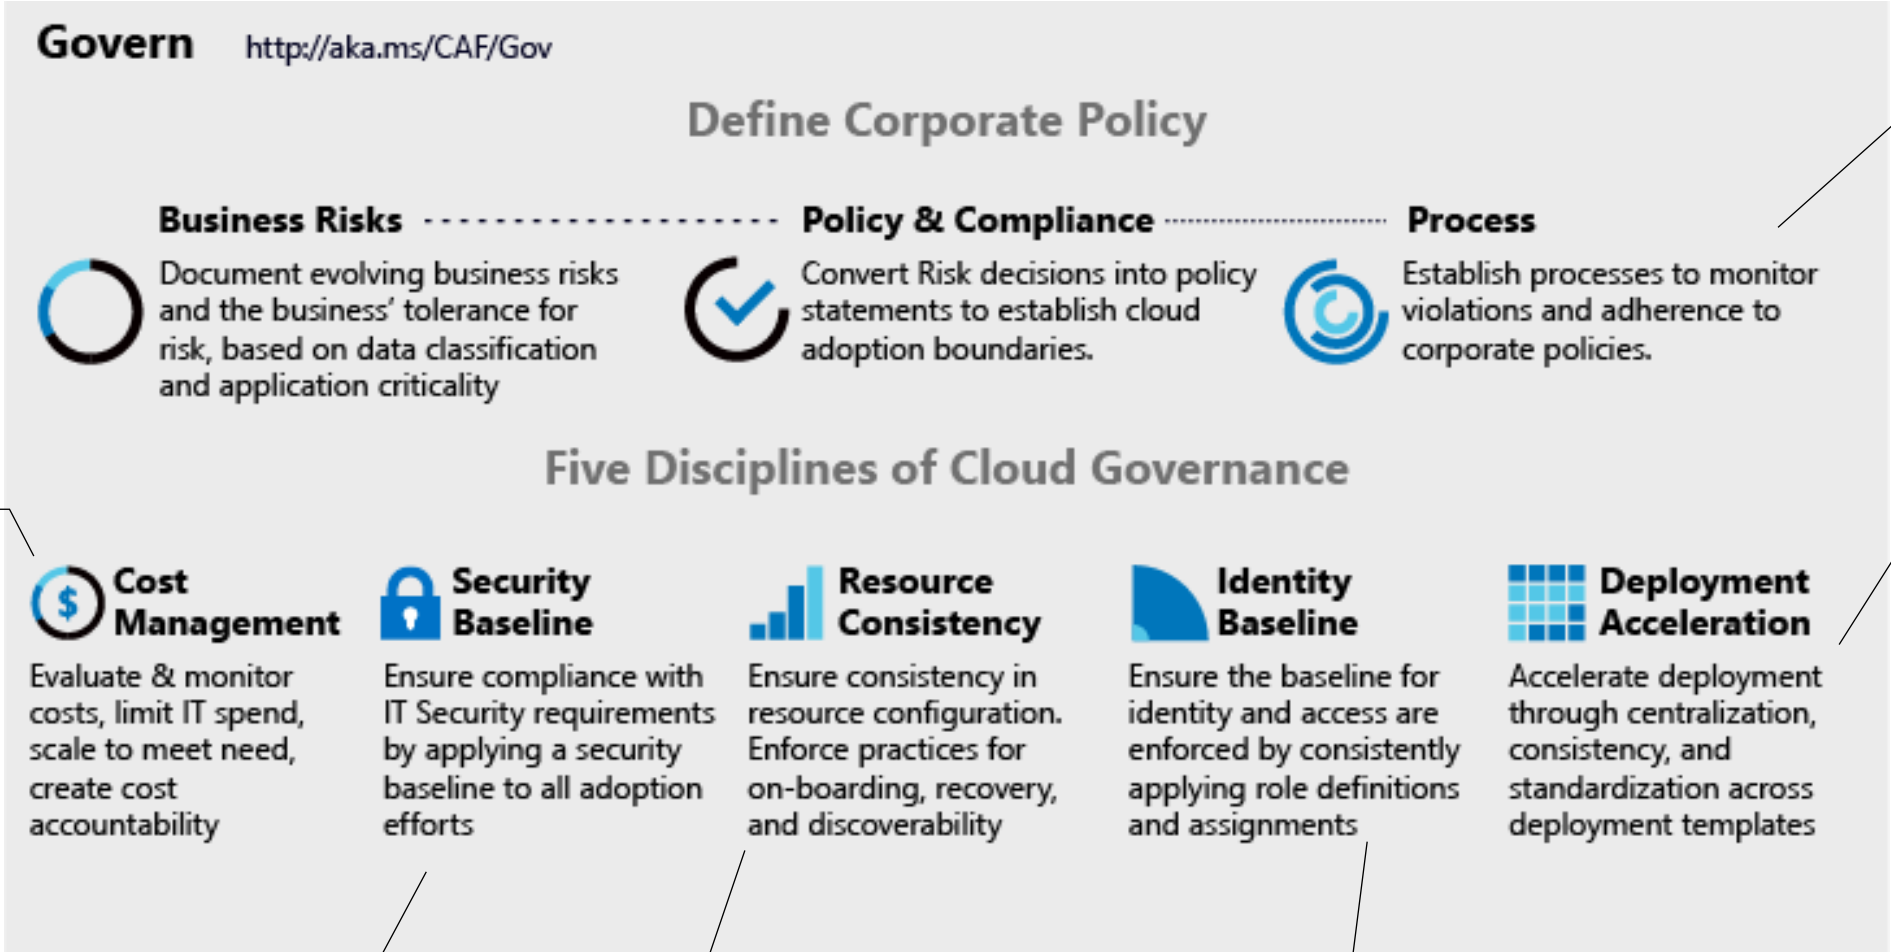 Govern http://aka.ms/CAF/Gov
Define Corporate Policy
Business Risks
Document evolving business risks
and the business’ tolerance for
risk, based on data classification
and application criticality
Policy & Compliance
Convert Risk decisions into policy
statements to establish cloud
adoption boundaries.
Process
Establish processes to monitor
violations and adherence to
corporate policies.
Five Disciplines of Cloud Governance
$
Cost
Management
Evaluate & monitor
costs, limit IT spend,
scale to meet need,
create cost
accountability
Security
Baseline
Ensure compliance with
IT Security requirements
by applying a security
baseline to all adoption
efforts
Resource
Consistency
Ensure consistency in
resource configuration.
Enforce practices for
on-boarding, recovery,
and discoverability
Identity
Baseline
Ensure the baseline for
identity and access are
enforced by consistently
applying role definitions
and assignments
Deployment
Acceleration
Accelerate deployment
through centralization,
consistency, and
standardization across
deployment templates